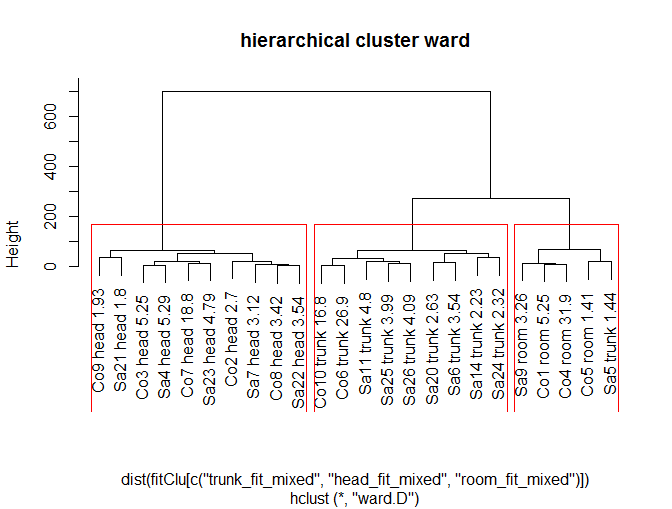 hierarchical cluster ward
Height
0
200
400
600
Co9 head 1.93
Sa21 head 1.8
Co3 head 5.25
Sa4 head 5.29
Co7 head 18.8
Sa23 head 4.79
Co2 head 2.7
Sa7 head 3.12
Co8 head 3.42
Sa22 head 3.54
Co10 trunk 16.8
Co6 trunk 26.9
Sa11 trunk 4.8
Sa25 trunk 3.99
Sa26 trunk 4.09
Sa20 trunk 2.63
Sa6 trunk 3.54
Sa14 trunk 2.23
Sa24 trunk 2.32
Sa9 room 3.26
Co1 room 5.25
Co4 room 31.9
Co5 room 1.41
Sa5 trunk 1.44
dist(fitClu[c("trunk_fit_mixed", "head_fit_mixed", "room_fit_mixed")])
hclust (*, "ward.D")